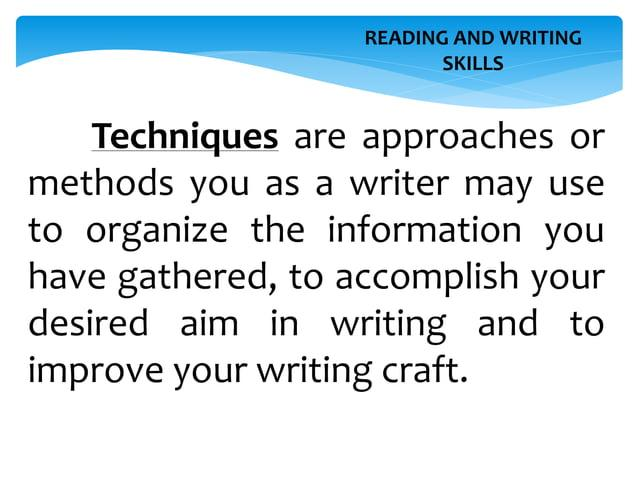 READING AND WRITING
SKILLS
Techniques are approaches or
methods you as a writer may use
to organize the information you
have gathered, to accomplish your
desired aim in writing and to
improve your writing craft.